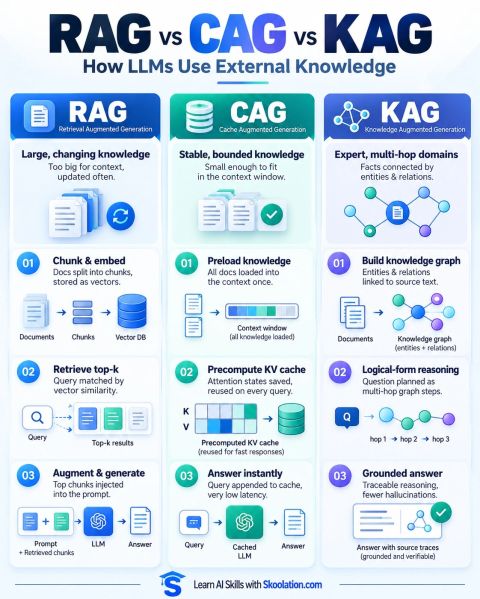 RAG vs CAG vs KAG
How LLMs Use External Knowledge
RAG
Retrieval Augmented Generation
Large, changing knowledge
Too big for context,
updated often.
01 Chunk & embed
Docs split into chunks,
stored as vectors.
Documents Chunks Vector DB
02 Retrieve top-k
Query matched by
vector similarity.
Query Top-k results
03 Augment & generate
Top chunks injected
into the prompt.
Prompt
+ Retrieved chunks
LLM Answer
CAG
Cache Augmented Generation
Stable, bounded knowledge
Small enough to fit
in the context window.
01 Preload knowledge
All docs loaded into
the context once.
Context window
(all knowledge loaded)
02 Precompute KV cache
Attention states saved,
reused on every query.
K
V
Precomputed KV cache
(reused for fast responses)
03 Answer instantly
Query appended to cache,
very low latency.
Query Cached
LLM
Answer
KAG
Knowledge Augmented Generation
Expert, multi-hop domains
Facts connected by
entities & relations.
01 Build knowledge graph
Entities & relations
linked to source text.
Documents Knowledge graph
(entities + relations)
02 Logical-form reasoning
Question planned as
multi-hop graph steps.
Q
hop 1 → hop 2 → hop 3
03 Grounded answer
Traceable reasoning,
fewer hallucinations.
Answer with source traces
(grounded and verifiable)
S Learn AI Skills with Skoolation.com